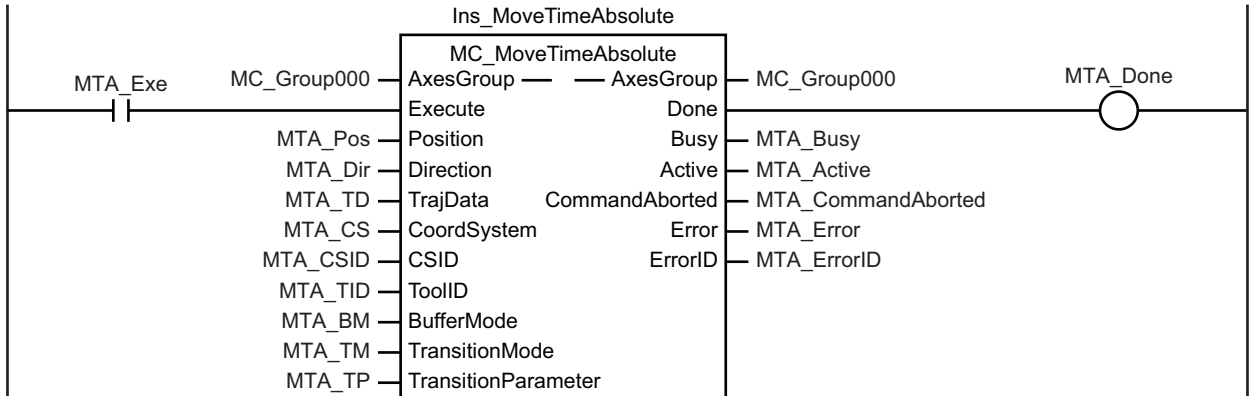 Ins_MoveTimeAbsolute
MC_MoveTimeAbsolute
MTA_Exe MC_Group000 AxesGroup AxesGroup MC_Group000 MTA_Done
Execute Done
MTA_Pos Position Busy MTA_Busy
MTA_Dir Direction Active MTA_Active
MTA_TD TrajData CommandAborted MTA_CommandAborted
MTA_CS CoordSystem Error MTA_Error
MTA_CSID CSID ErrorID MTA_ErrorID
MTA_TID ToolID
MTA_BM BufferMode
MTA_TM TransitionMode
MTA_TP TransitionParameter